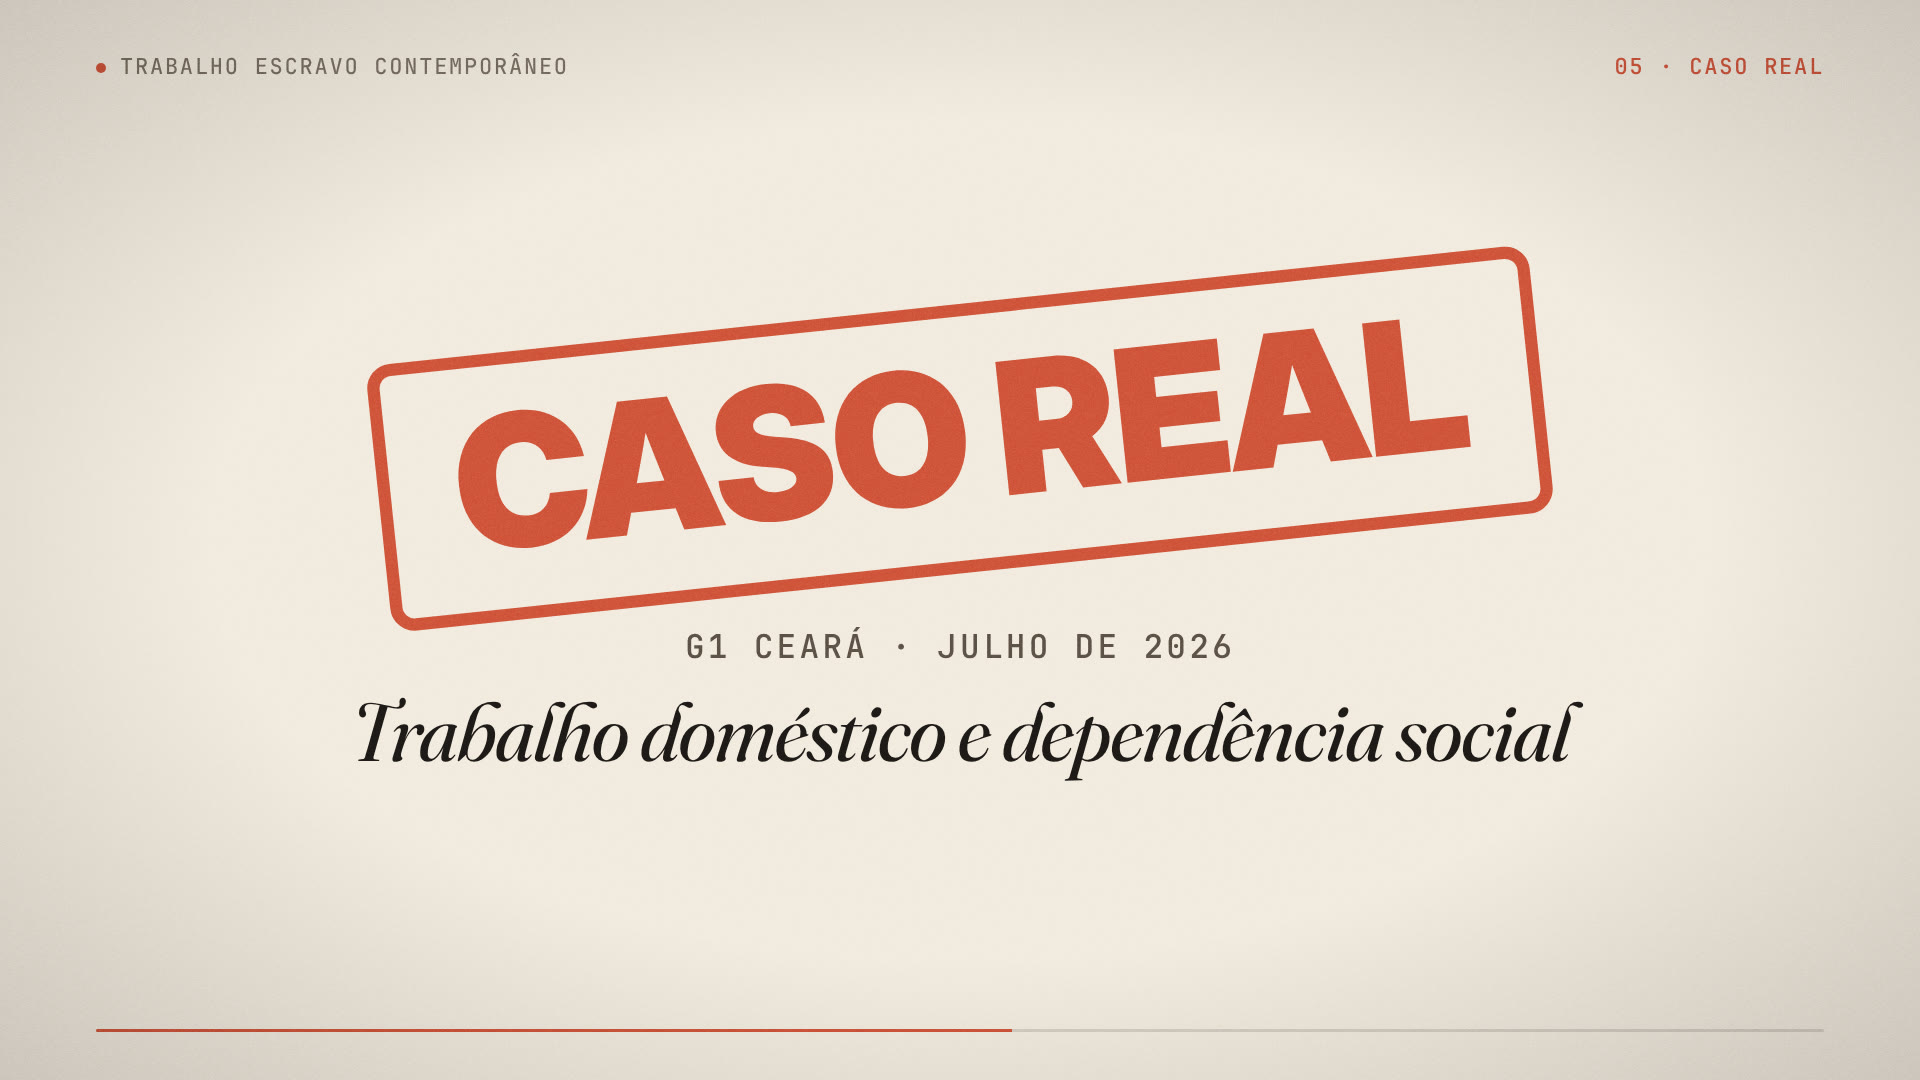 TRABALHO ESCRAVO CONTEMPORÂNEO
05 · CASO REAL
CASO REAL
G1 CEARÁ · JULHO DE 2026
Trabalho doméstico e dependência social